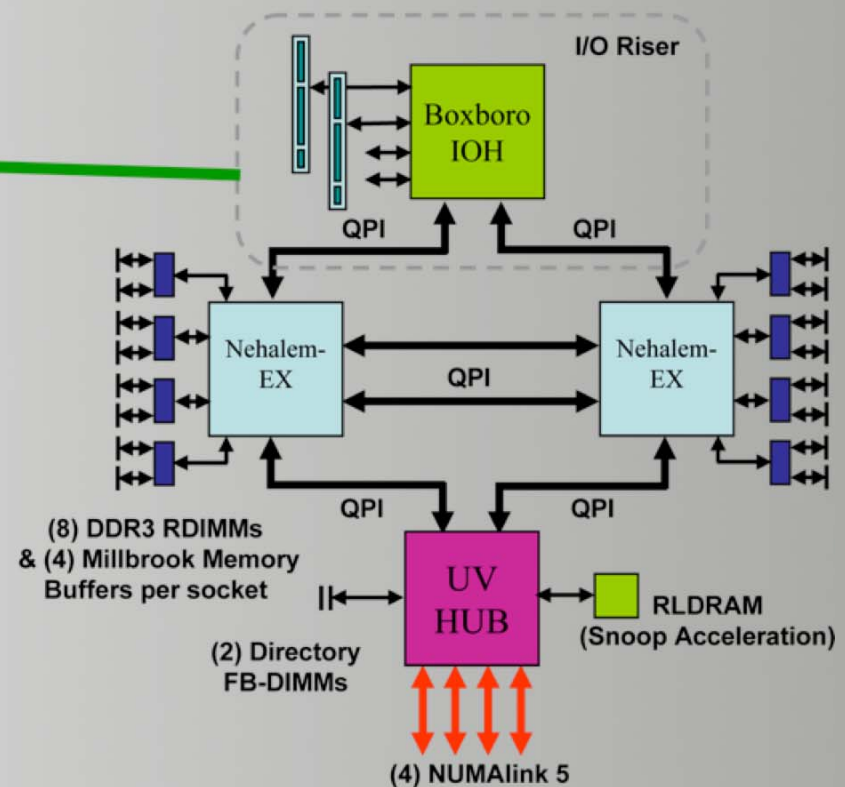 I/O Riser
Boxboro
IOH
QPI
QPI
Nehalem-
EX
QPI
Nehalem-
EX
QPI
QPI
(8) DDR3 RDIMMs
& (4) Millbrook Memory
Buffers per socket
UV
HUB
RLDRAM
(Snoop Acceleration)
(2) Directory
FB-DIMMs
(4) NUMAlink 5